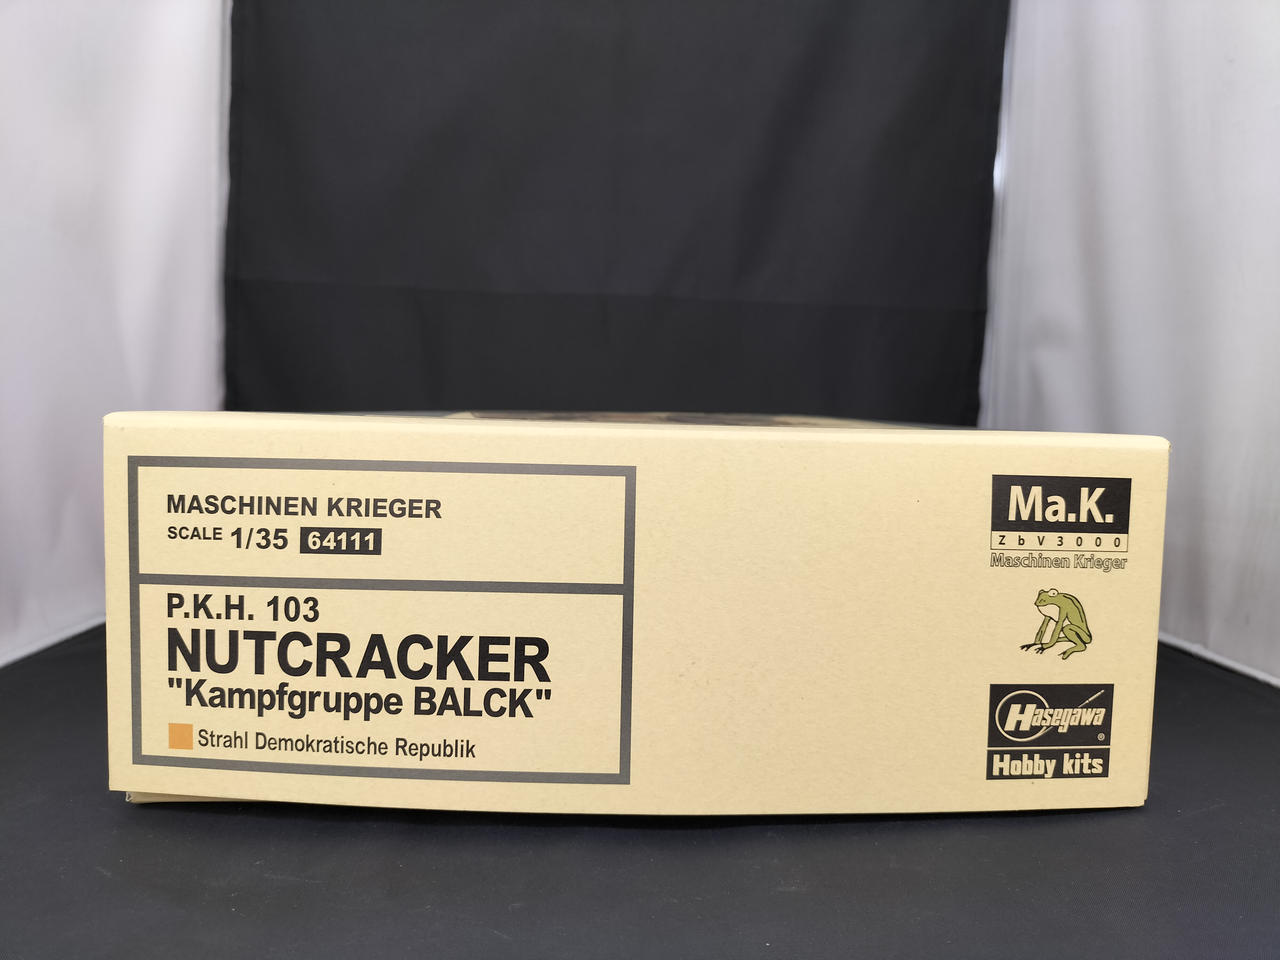 MASCHINEN KRIEGER
SCALE 1/35 64111
P.K.H. 103
NUTCRACKER
"Kampfgruppe BALCK"
Strahl Demokratische Republik
Ma.K.
ZbV3000
Maschinen Krieger
Hasegawa®
Hobby kits